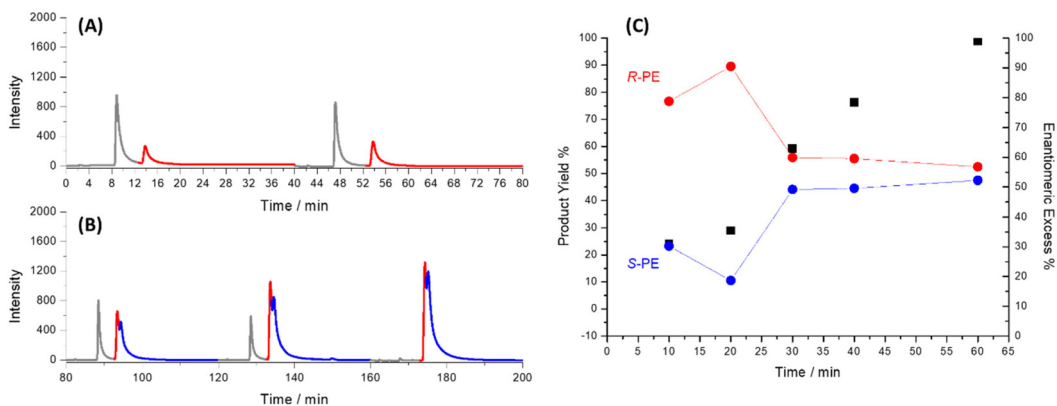 (A)
2000
1600
1200
800
400
0
Intensity
0 4 8 12 16 20 24 28 32 36 40 44 48 52 56 60 64 68 72 76 80
Time / min
(B)
2000
1600
1200
800
400
0
Intensity
80 100 120 140 160 180 200
Time / min
(C)
100
90
80
70
60
50
40
30
20
10
0
-10
Product Yield %
R-PE
S-PE
100
90
80
70
60
50
40
30
20
10
0
Enantiomeric Excess %
0 5 10 15 20 25 30 35 40 45 50 55 60 65
Time / min